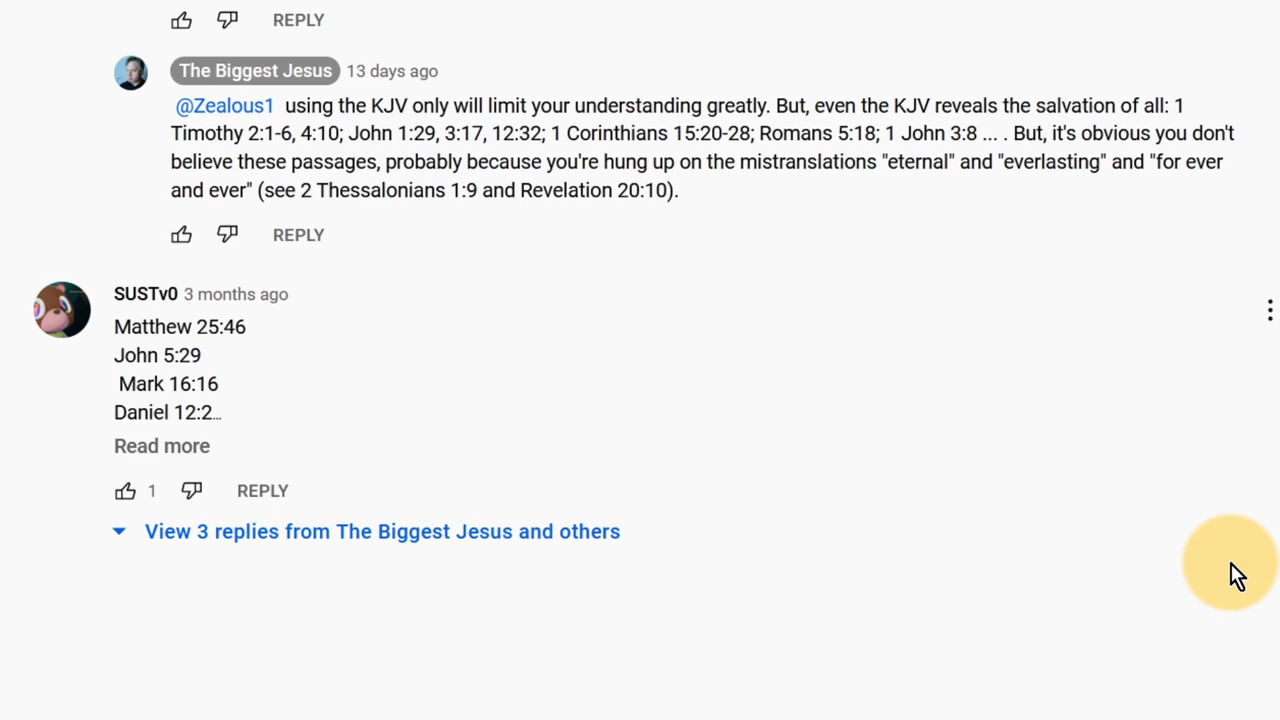 REPLY
The Biggest Jesus 13 days ago
@Zealous1 using the KJV only will limit your understanding greatly. But, even the KJV reveals the salvation of all: 1
Timothy 2:1-6, 4:10; John 1:29, 3:17, 12:32; 1 Corinthians 15:20-28; Romans 5:18; 1 John 3:8 ... . But, it's obvious you don't
believe these passages, probably because you're hung up on the mistranslations "eternal" and "everlasting" and "for ever
and ever" (see 2 Thessalonians 1:9 and Revelation 20:10).
REPLY
SUSTv0 3 months ago
Matthew 25:46
John 5:29
Mark 16:16
Daniel 12:2...
Read more
1 REPLY
View 3 replies from The Biggest Jesus and others